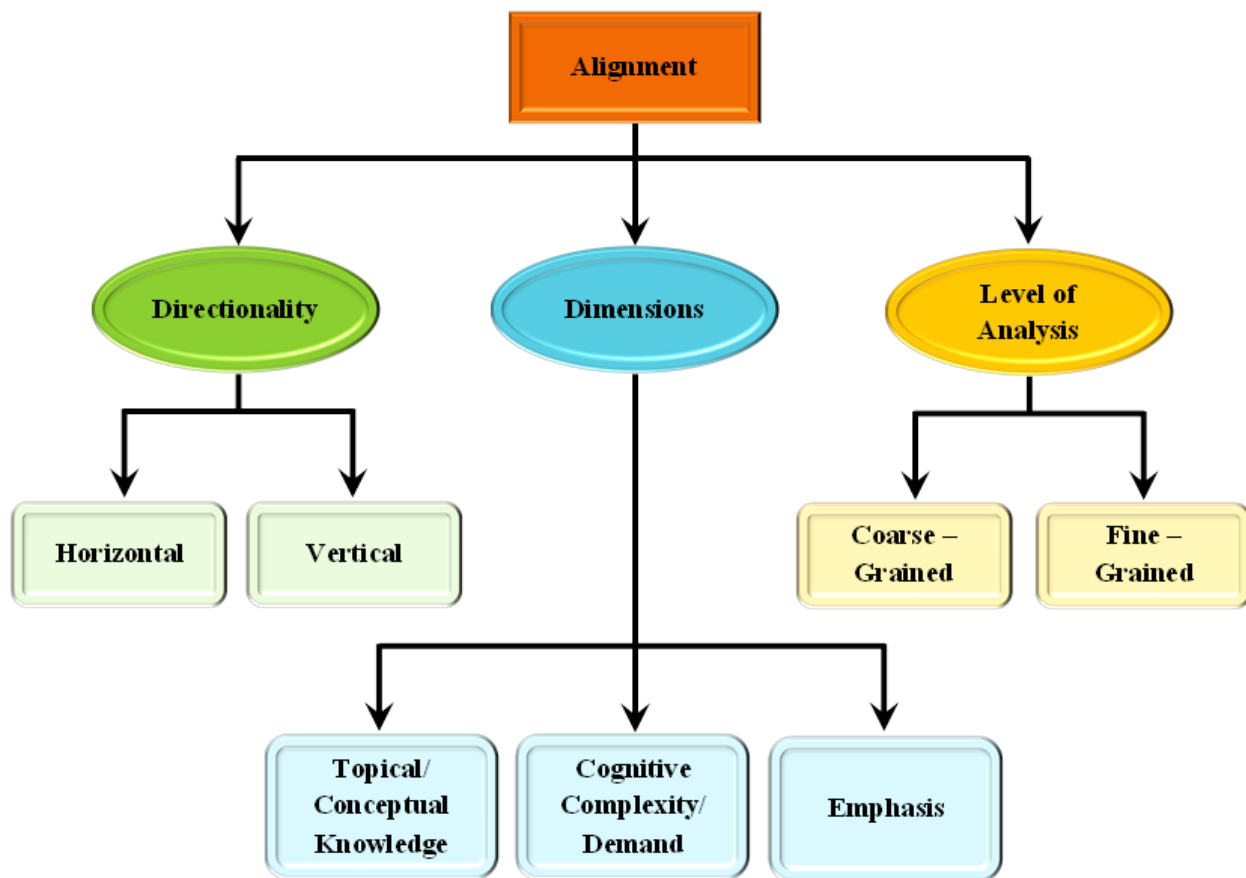 Alignment
Directionality
Dimensions
Level of
Analysis
Horizontal
Vertical
Coarse –
Grained
Fine –
Grained
Topical/
Conceptual
Knowledge
Cognitive
Complexity/
Demand
Emphasis